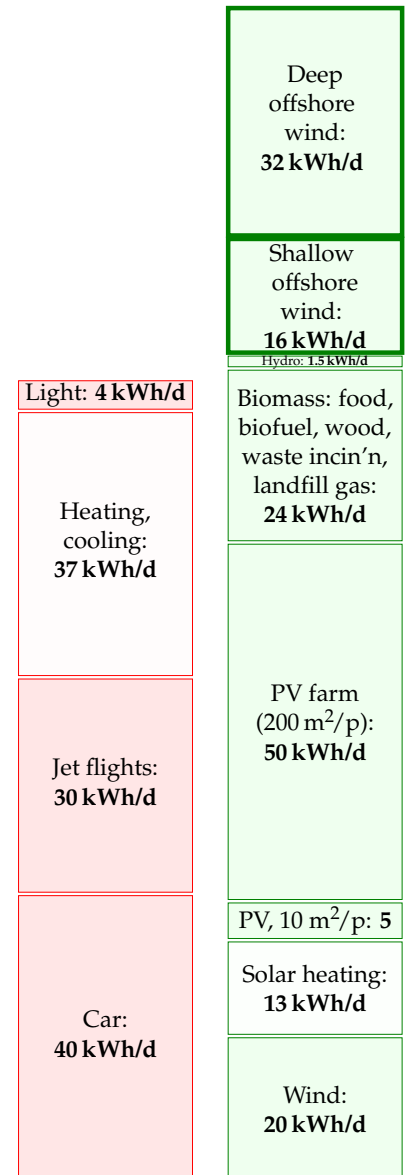 Light: 4 kWh/d
Heating,
cooling:
37 kWh/d
Jet flights:
30 kWh/d
Car:
40 kWh/d
Deep
offshore
wind:
32 kWh/d
Shallow
offshore
wind:
16 kWh/d
Hydro: 1.5 kWh/d
Biomass: food,
biofuel, wood,
waste incin’n,
landfill gas:
24 kWh/d
PV farm
(200 m²/p):
50 kWh/d
PV, 10 m²/p: 5
Solar heating:
13 kWh/d
Wind:
20 kWh/d